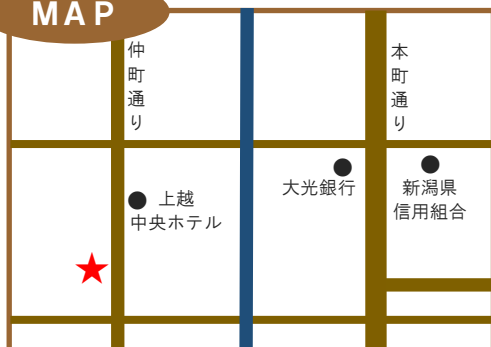 MAP
仲町通り
本町通り
大光銀行
新潟県
信用組合
上越
中央ホテル